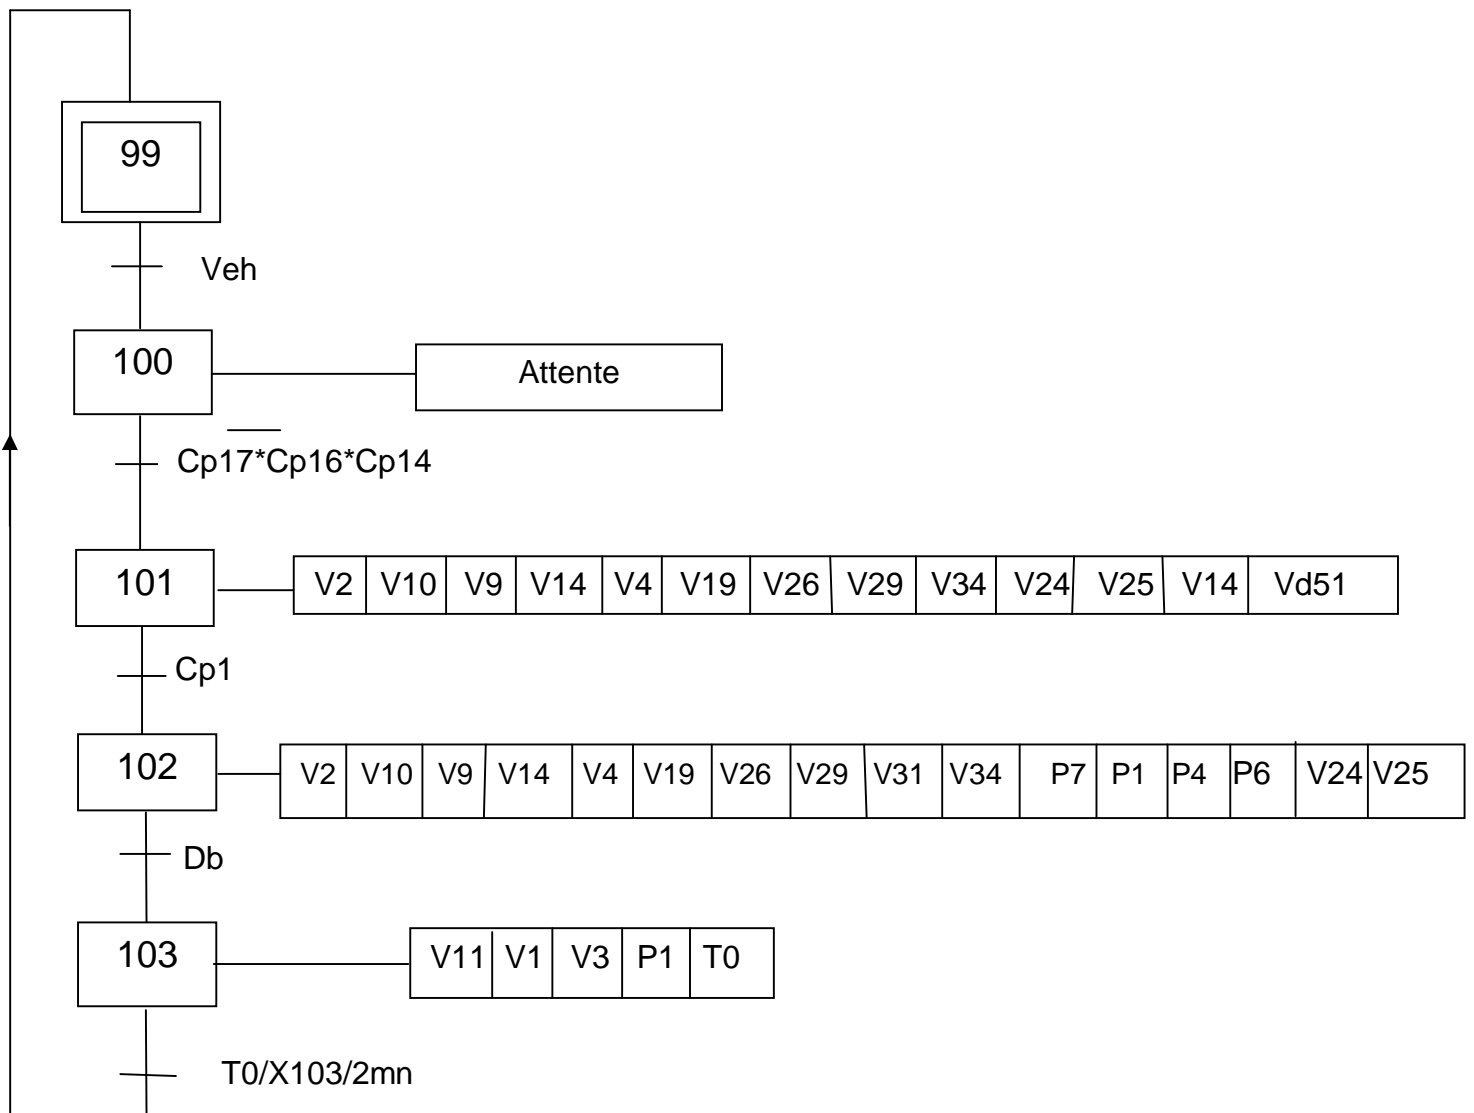 99
Veh
100 Attente
Cp17*Cp16*Cp14
101 V2 V10 V9 V14 V4 V19 V26 V29 V34 V24 V25 V14 Vd51
Cp1
102 V2 V10 V9 V14 V4 V19 V26 V29 V31 V34 P7 P1 P4 P6 V24 V25
Db
103 V11 V1 V3 P1 T0
T0/X103/2mn